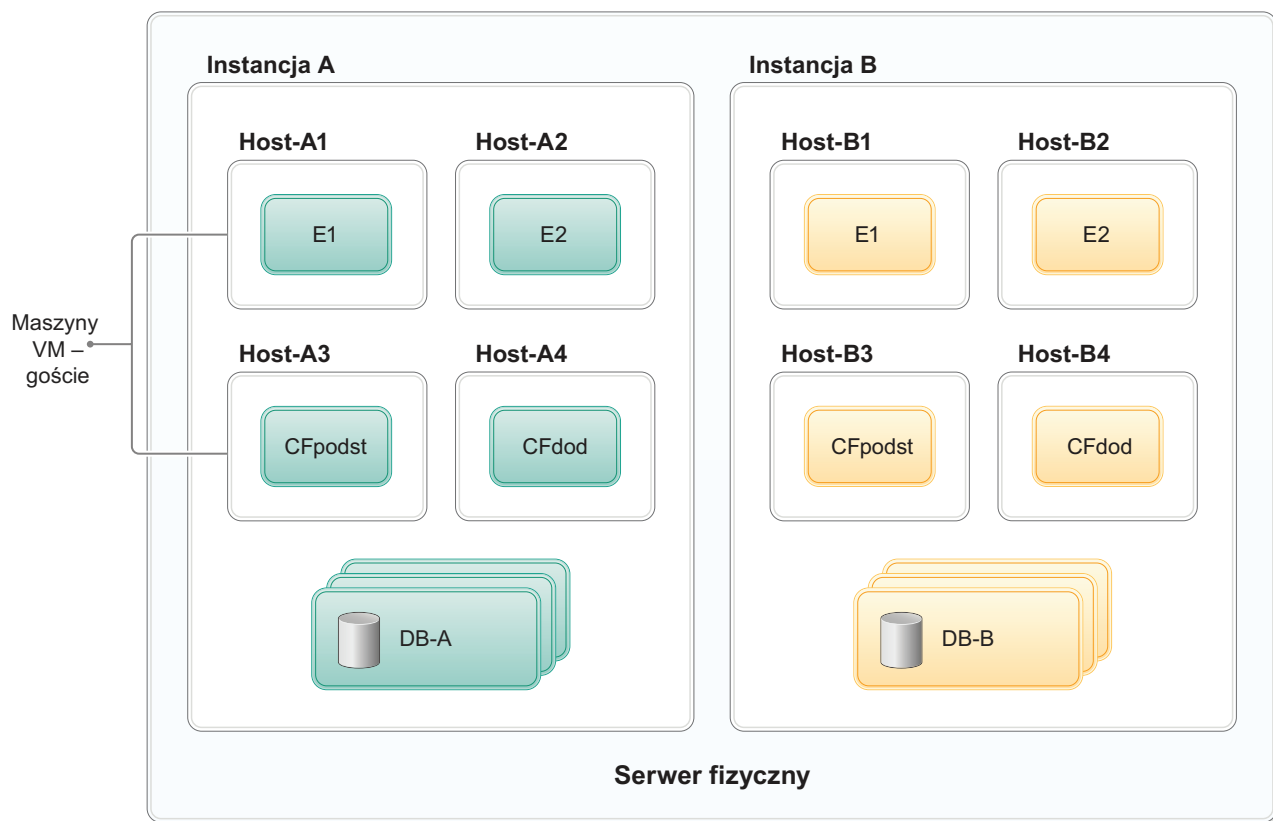 Instancja A
Instancja B
Host-A1
Host-A2
Host-B1
Host-B2
E1
E2
E1
E2
Maszyny
VM –
goście
Host-A3
Host-A4
Host-B3
Host-B4
CFpodst
CFdod
CFpodst
CFdod
DB-A
DB-B
Serwer fizyczny